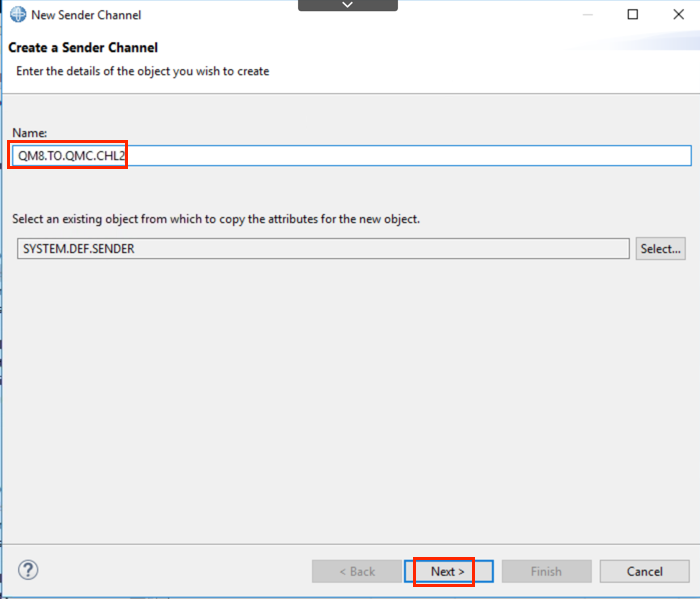 New Sender Channel
Create a Sender Channel
Enter the details of the object you wish to create
Name:
QM8.TO.QMC.CHL2
Select an existing object from which to copy the attributes for the new object.
SYSTEM.DEF.SENDER
Select...
?
< Back
Next >
Finish
Cancel